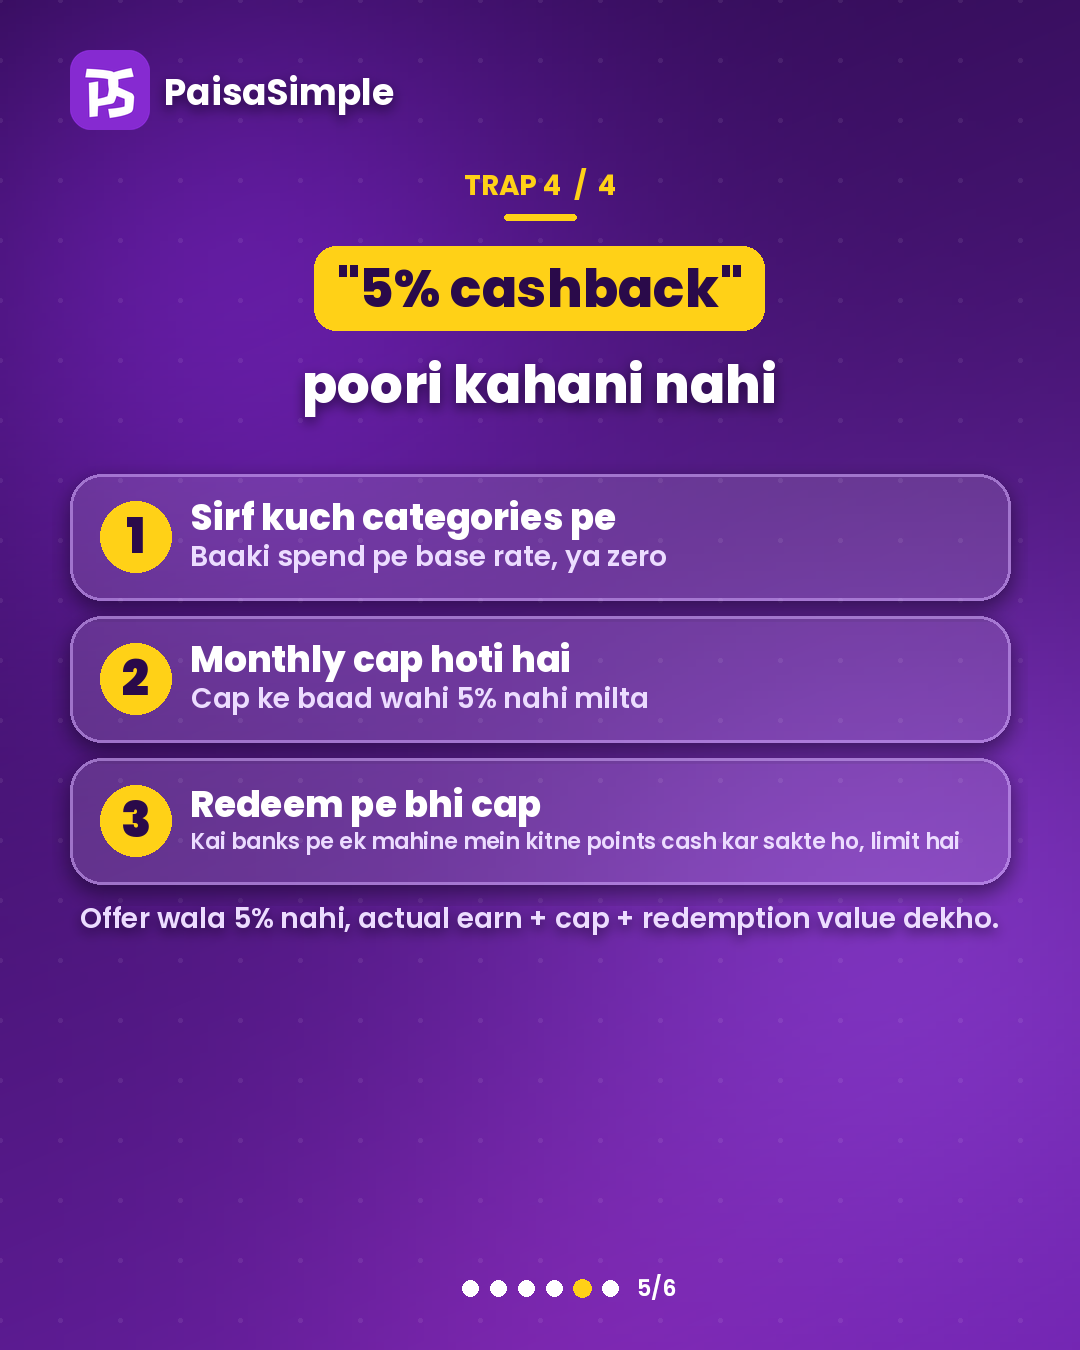 PS
PaisaSimple
TRAP 4 / 4
"5% cashback"
poori kahani nahi
1
Sirf kuch categories pe
Baaki spend pe base rate, ya zero
2
Monthly cap hoti hai
Cap ke baad wahi 5% nahi milta
3
Redeem pe bhi cap
Kai banks pe ek mahine mein kitne points cash kar sakte ho, limit hai
Offer wala 5% nahi, actual earn + cap + redemption value dekho.
5/6